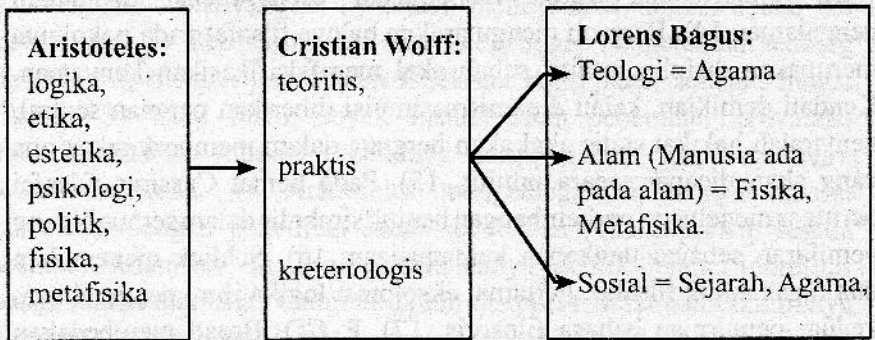 Aristoteles:
logika,
etika,
estetika,
psikologi,
politik,
fisika,
metafisika
Cristian Wolff:
teoritis,
praktis
kreteriologis
Lorens Bagus:
Teologi = Agama
Alam (Manusia ada
pada alam) = Fisika,
Metafisika.
Sosial = Sejarah, Agama,